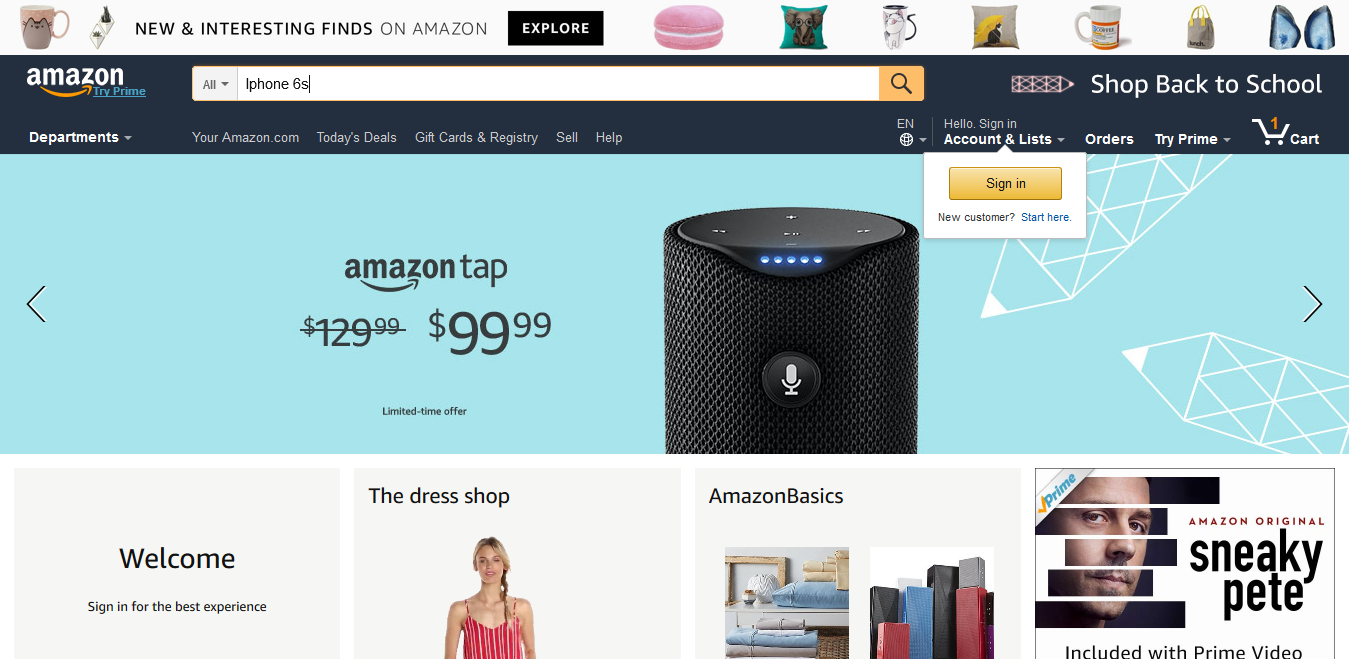 NEW & INTERESTING FINDS ON AMAZON EXPLORE
COFFEE
lunch.
amazon
Try Prime
All Iphone 6s
Shop Back to School
Departments Your Amazon.com Today's Deals Gift Cards & Registry Sell Help
EN
Hello. Sign in
Account & Lists
Orders
Try Prime
1
Cart
Sign in
New customer? Start here.
amazon tap
$129.99 $99.99
Limited-time offer
Welcome
Sign in for the best experience
The dress shop
AmazonBasics
Prime
AMAZON ORIGINAL
sneaky
pete
Included with Prime Video